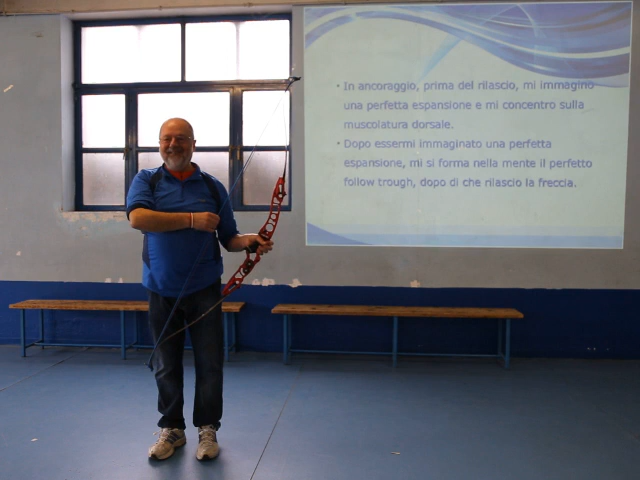 • In ancoraggio, prima del rilascio, mi immagino
una perfetta espansione e mi concentro sulla
muscolatura dorsale.
• Dopo essermi immaginato una perfetta
espansione, mi si forma nella mente il perfetto
follow trough, dopo di che rilascio la freccia.